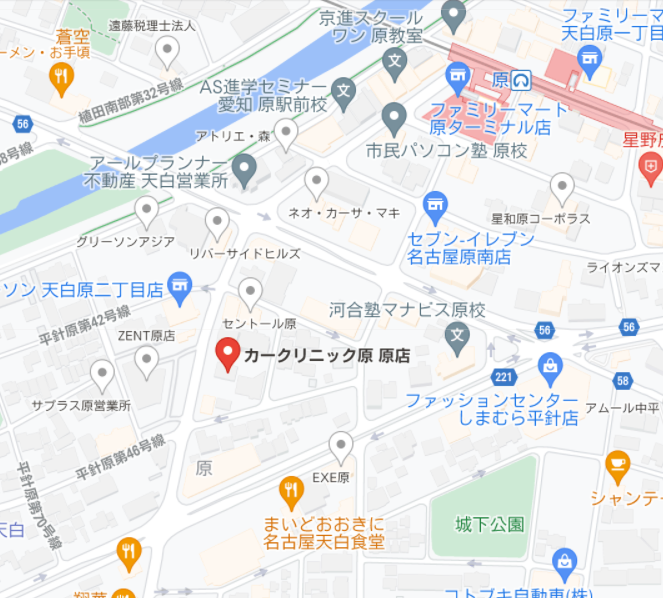 京進スクール
ワン 原教室
遠藤税理士法人
ファミリーマ
天白原一丁目
蒼空
ーメン・お手頃
植田南部第32号線
AS進学セミナー
愛知 原駅前校
原
ファミリーマート
原ターミナル店
56
8号線
アトリエ・森
市民パソコン塾 原校
星野
アールプランナー
不動産 天白営業所
ネオ・カーサ・マキ
星和原コーポラス
グリーンソンアジア
リバーサイドヒルズ
セブン-イレブン
名古屋原南店
ライオンズマ
ソン 天白原二丁目店
平針原第42号線
セントール原
河合塾マナビス原校
ZENT原店
56
56
カークリニック原 原店
221
58
サプラス原営業所
ファッションセンター
しまむら平針店
アムール中平
平針原第46号線
原
EXE原
平針原第70号線
シャンテ
まいどおおきに
名古屋天白食堂
城下公園
天白
翔葉
コトブキ自動車(株)